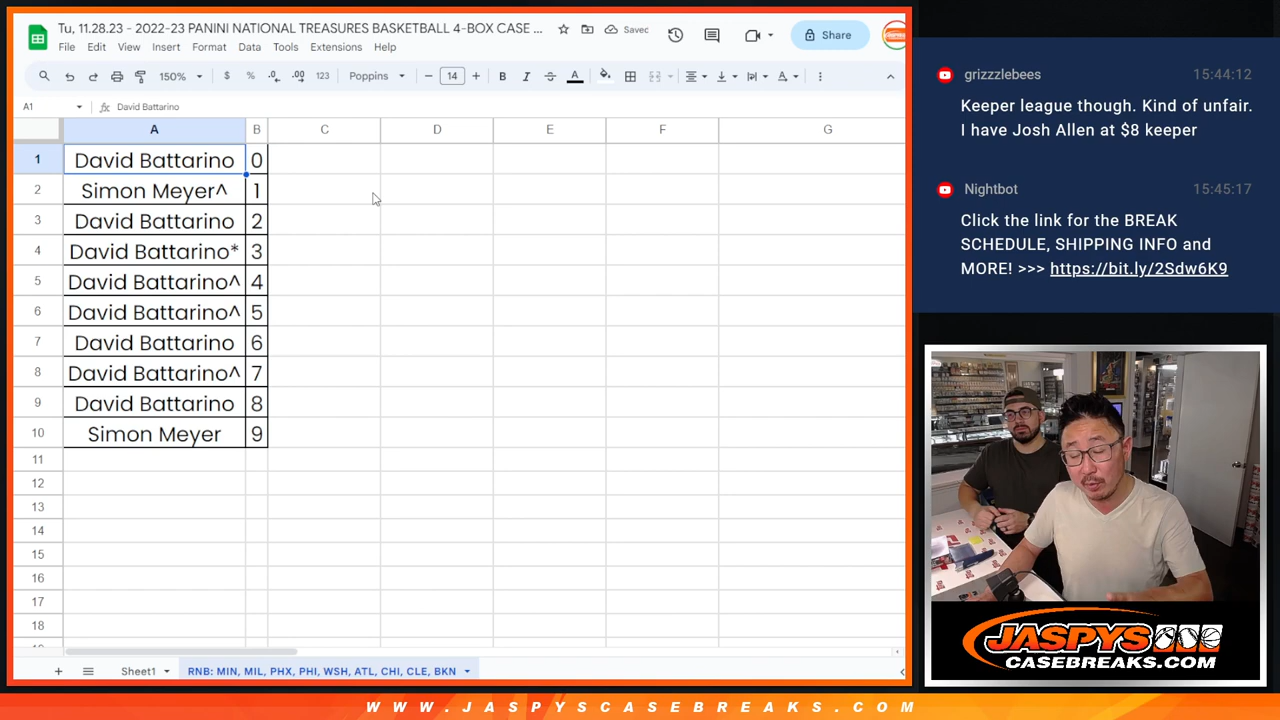 Tu, 11.28.23 - 2022-23 PANINI NATIONAL TREASURES BASKETBALL 4-BOX CASE ...
Saved
Share
File Edit View Insert Format Data Tools Extensions Help
150% $ % .0 .00 123 Poppins 14
A1 David Battarino
A B C D E F G
1 David Battarino 0
2 Simon Meyer^ 1
3 David Battarino 2
4 David Battarino* 3
5 David Battarino^ 4
6 David Battarino^ 5
7 David Battarino 6
8 David Battarino^ 7
9 David Battarino 8
10 Simon Meyer 9
11
12
13
14
15
16
17
18
Sheet1 RNB: MIN, MIL, PHX, PHI, WSH, ATL, CHI, CLE, BKN
grizzzlebees 15:44:12
Keeper league though. Kind of unfair.
I have Josh Allen at $8 keeper
Nightbot 15:45:17
Click the link for the BREAK
SCHEDULE, SHIPPING INFO and
MORE! >>> https://bit.ly/2Sdw6K9
JASPYS
CASEBREAKS.COM
WWW.JASPYSCASEBREAKS.COM